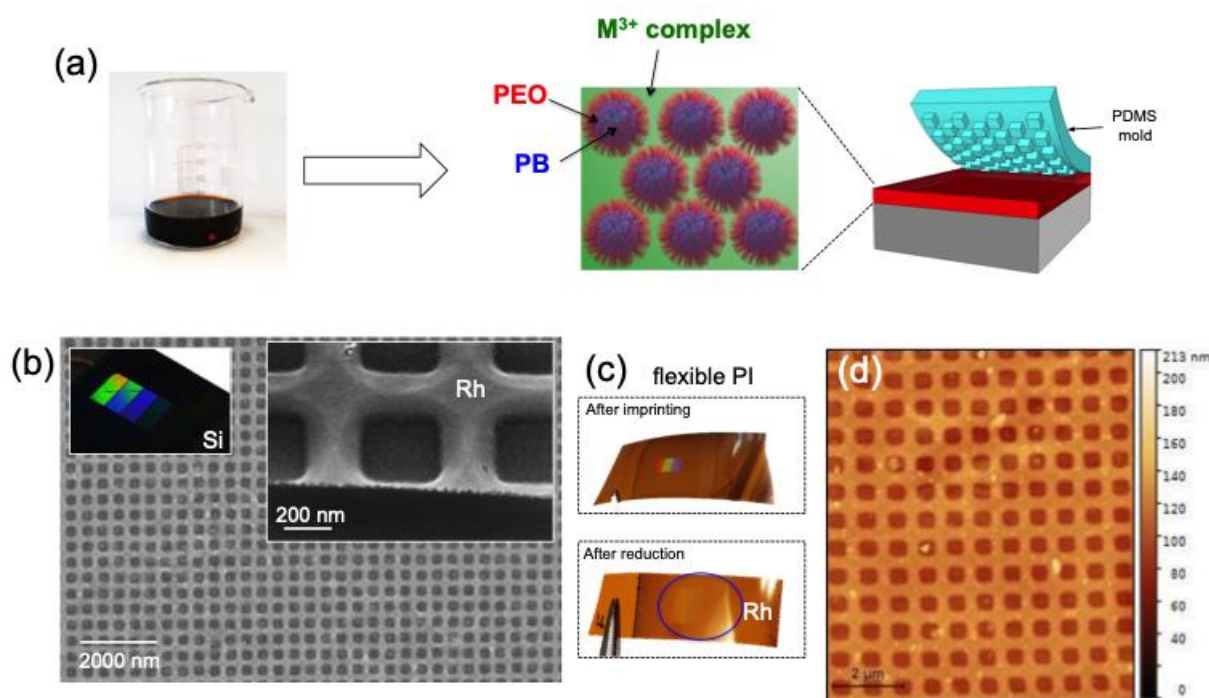 (a)
M³⁺ complex
PEO
PB
PDMS
mold
(b)
Si
Rh
200 nm
2000 nm
(c)
flexible PI
After imprinting
After reduction
Rh
(d)
2 µm
213 nm
200
180
160
140
120
100
80
60
40
20
0